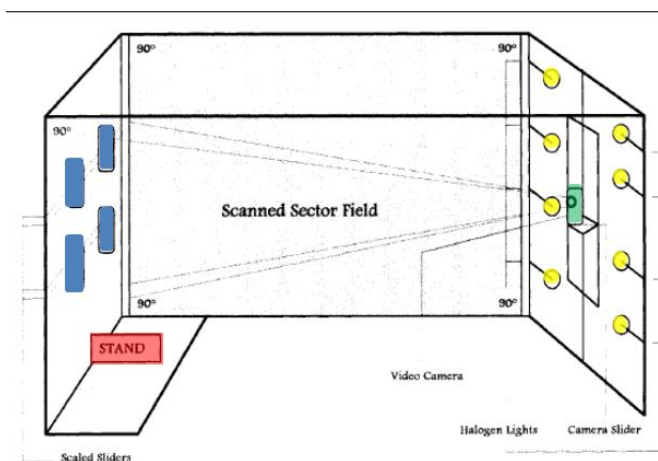 90° 90°
90°
Scanned Sector Field
90° 90°
STAND
Video Camera
Halogen Lights Camera Slider
Scaled Sliders